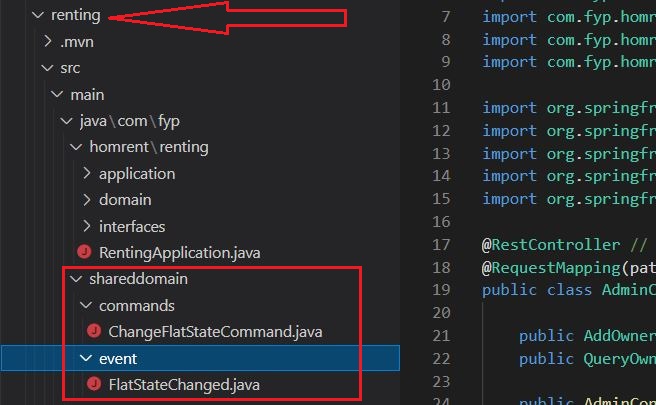 renting
.mvn
src
main
java\com\fyp
homrent\renting
application
domain
interfaces
J RentingApplication.java
shareddomain
commands
J ChangeFlatStateCommand.java
event
J FlatStateChanged.java
7 import com.fyp.homr
8 import com.fyp.homr
9 import com.fyp.homr
10
11 import org.springfr
12 import org.springfr
13 import org.springfr
14 import org.springfr
15 import org.springfr
16
17 @RestController //
18 @RequestMapping(pat
19 public class AdminC
20
21 public AddOwner
22 public QueryOwn
23
24 public AdminCon